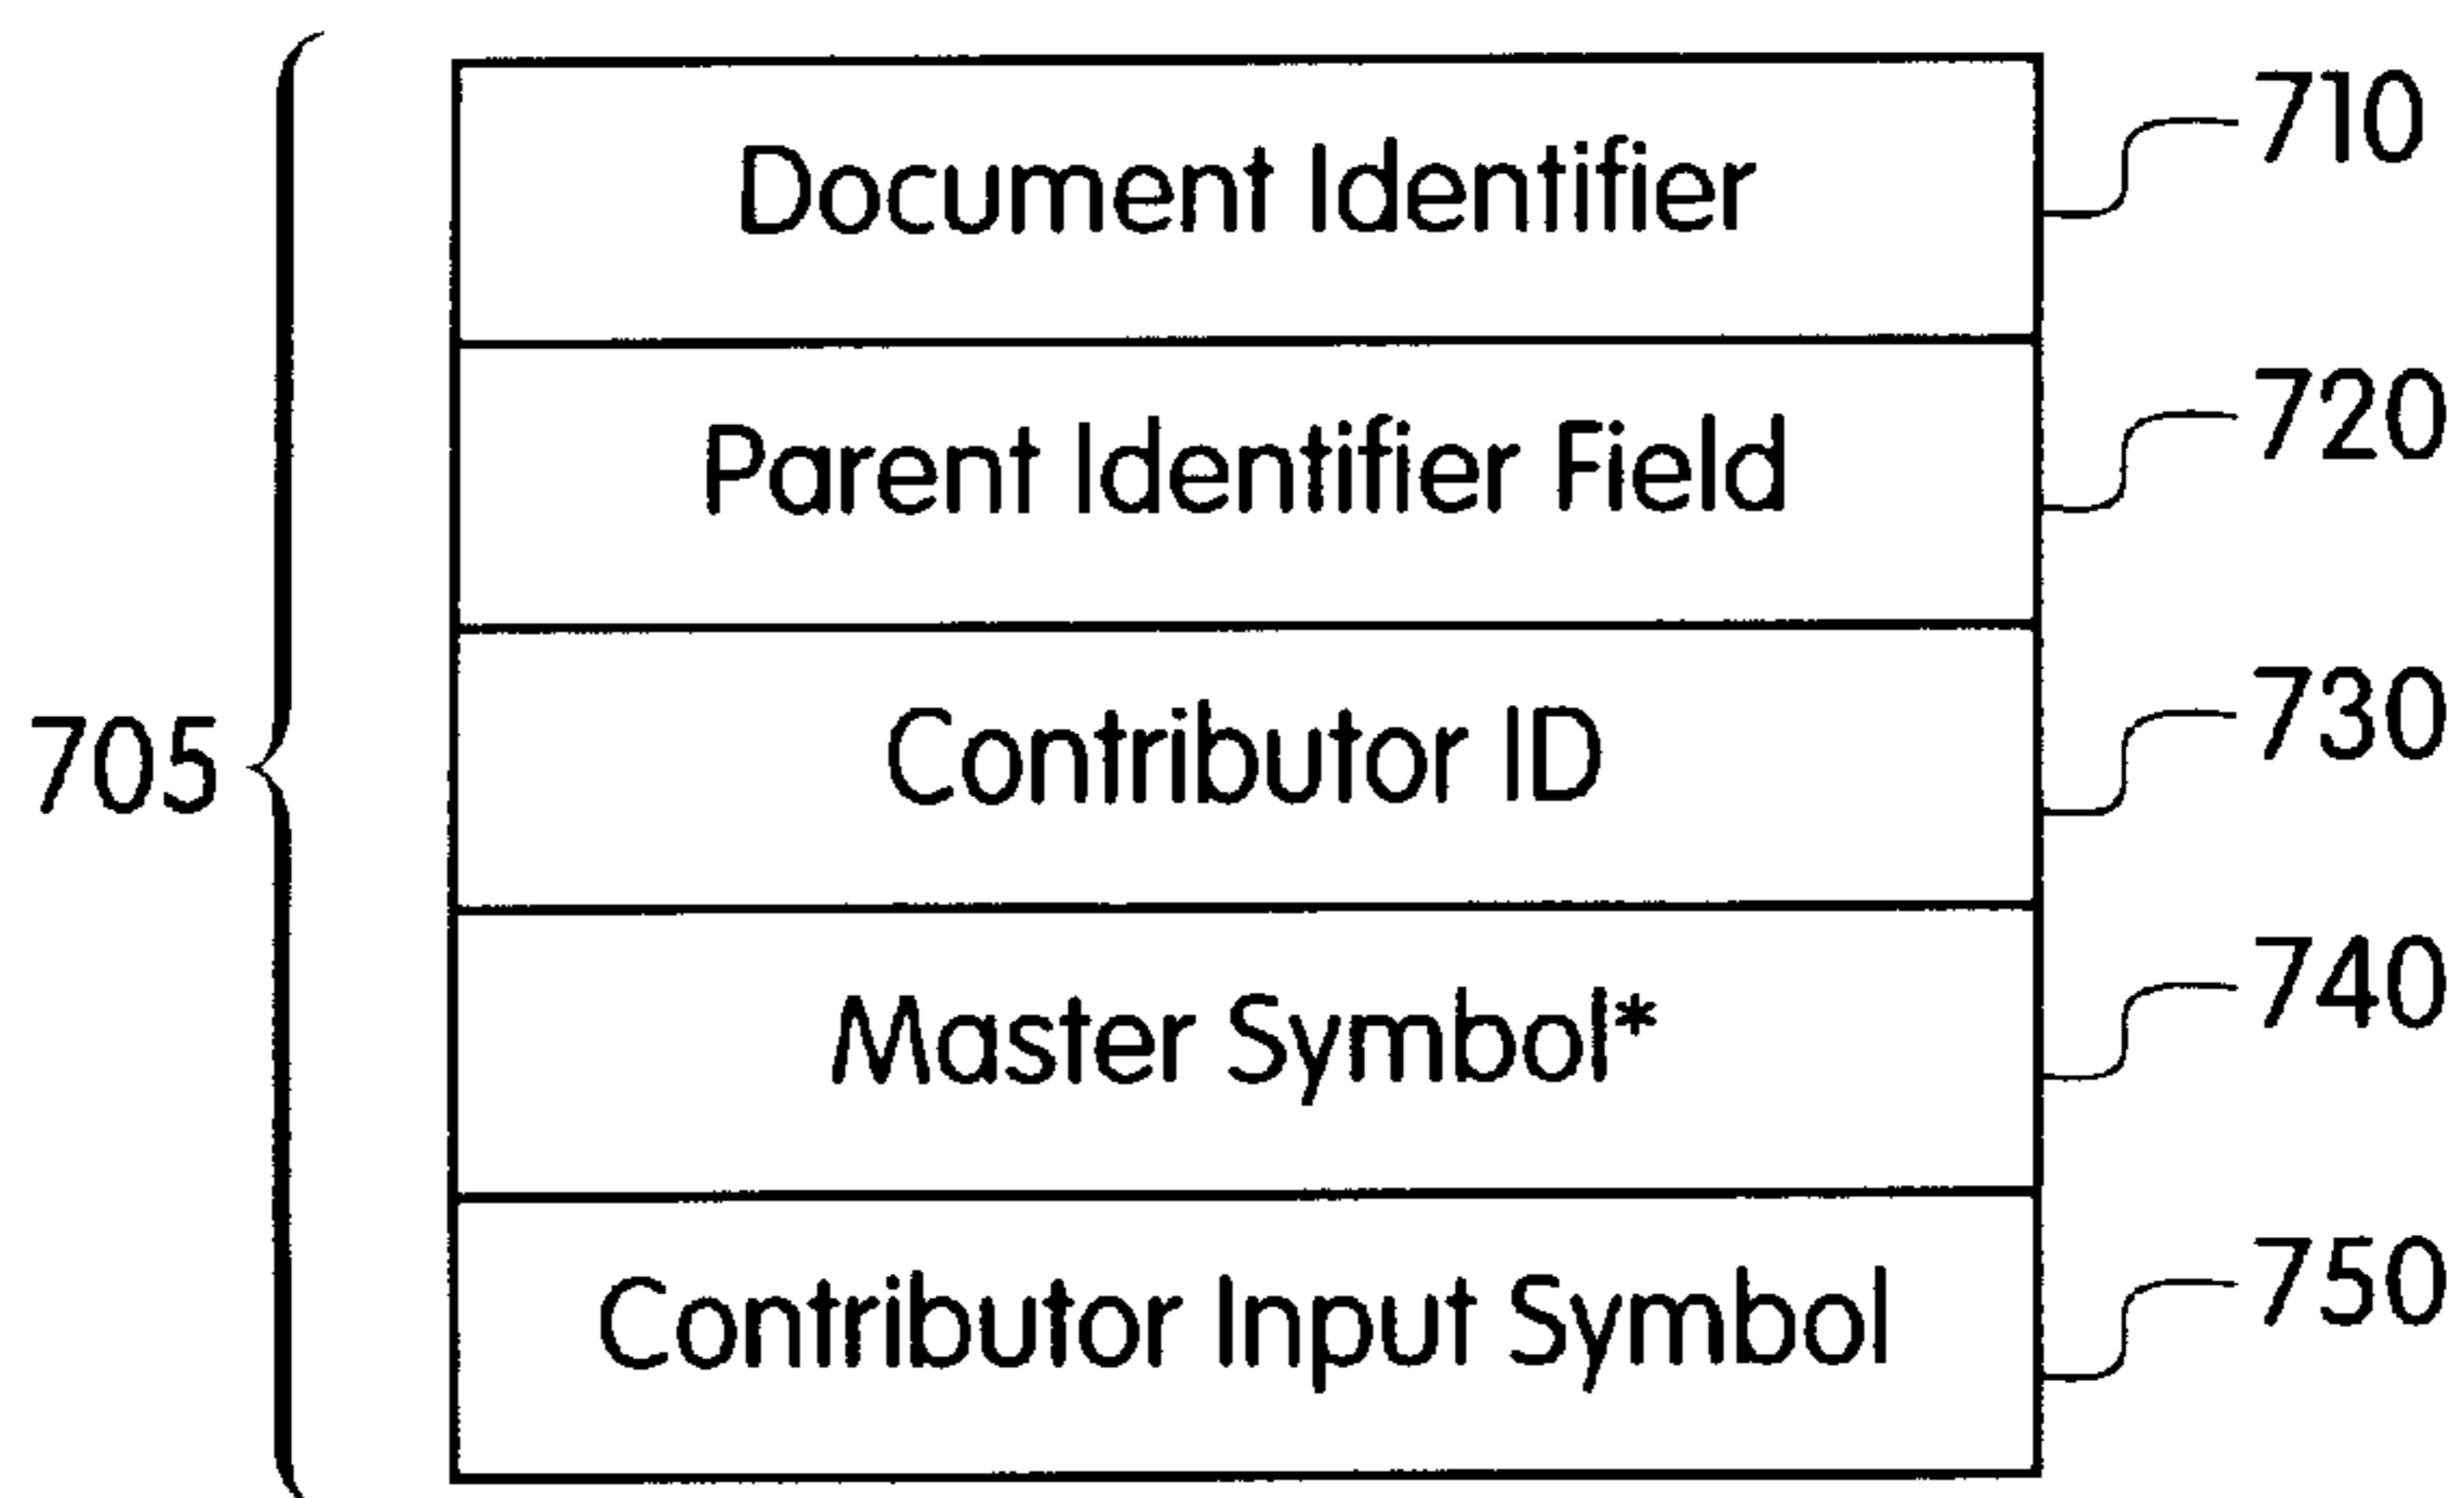 Document Identifier 710
Parent Identifier Field 720
705 Contributor ID 730
Master Symbol* 740
Contributor Input Symbol 750